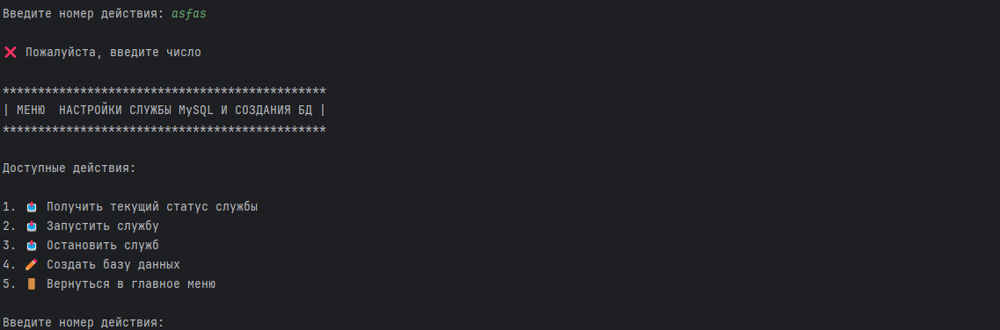 Введите номер действия: asfas
❌ Пожалуйста, введите число
**********************************************
| МЕНЮ  НАСТРОЙКИ СЛУЖБЫ MySQL И СОЗДАНИЯ БД |
**********************************************
Доступные действия:
1. 📩 Получить текущий статус службы
2. 📩 Запустить службу
3. 📩 Остановить служб
4. ✏️ Создать базу данных
5. 🚪 Вернуться в главное меню
Введите номер действия: